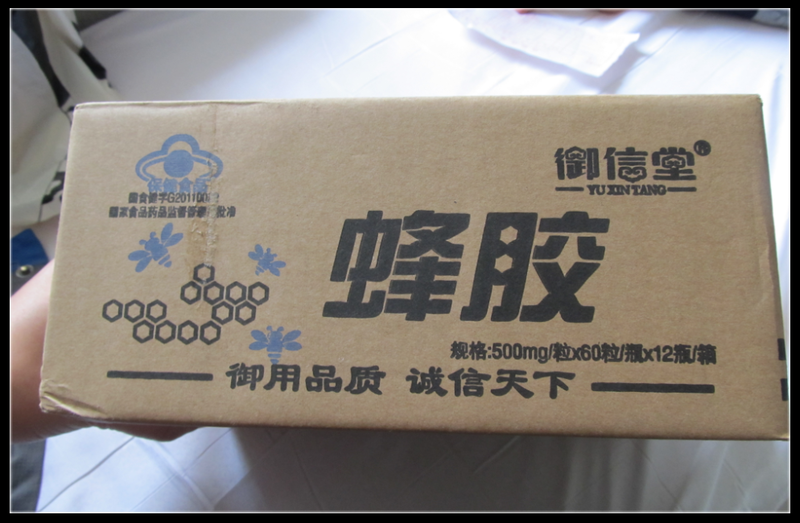 御信堂®
YU XIN TANG
保健食品
国食健字G2011008
国家食品药品监督管理局批准
蜂胶
规格:500mg/粒x60粒/瓶x12瓶/箱
御用品质 诚信天下